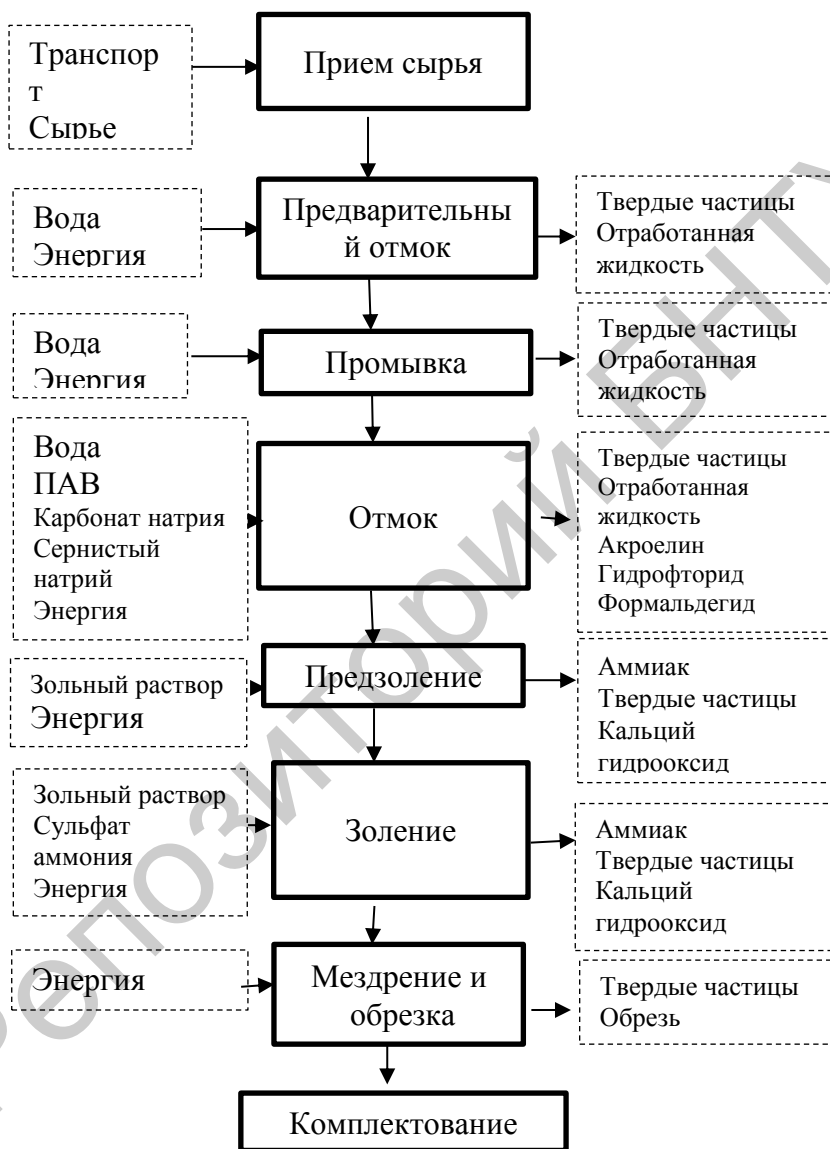 Транспор
т
Сырье
Прием сырья
Вода
Энергия
Предварительны
й отмок
Твердые частицы
Отработанная
жидкость
Вода
Энергия
Промывка
Твердые частицы
Отработанная
жидкость
Вода
ПАВ
Карбонат натрия
Сернистый
натрий
Энергия
Отмок
Твердые частицы
Отработанная
жидкость
Акроелин
Гидрофторид
Формальдегид
Зольный раствор
Энергия
Предзоление
Аммиак
Твердые частицы
Кальций
гидрооксид
Зольный раствор
Сульфат
аммония
Энергия
Золение
Аммиак
Твердые частицы
Кальций
гидрооксид
Энергия
Мездрение и
обрезка
Твердые частицы
Обрезь
Комплектование
Репозиторий БНТУ